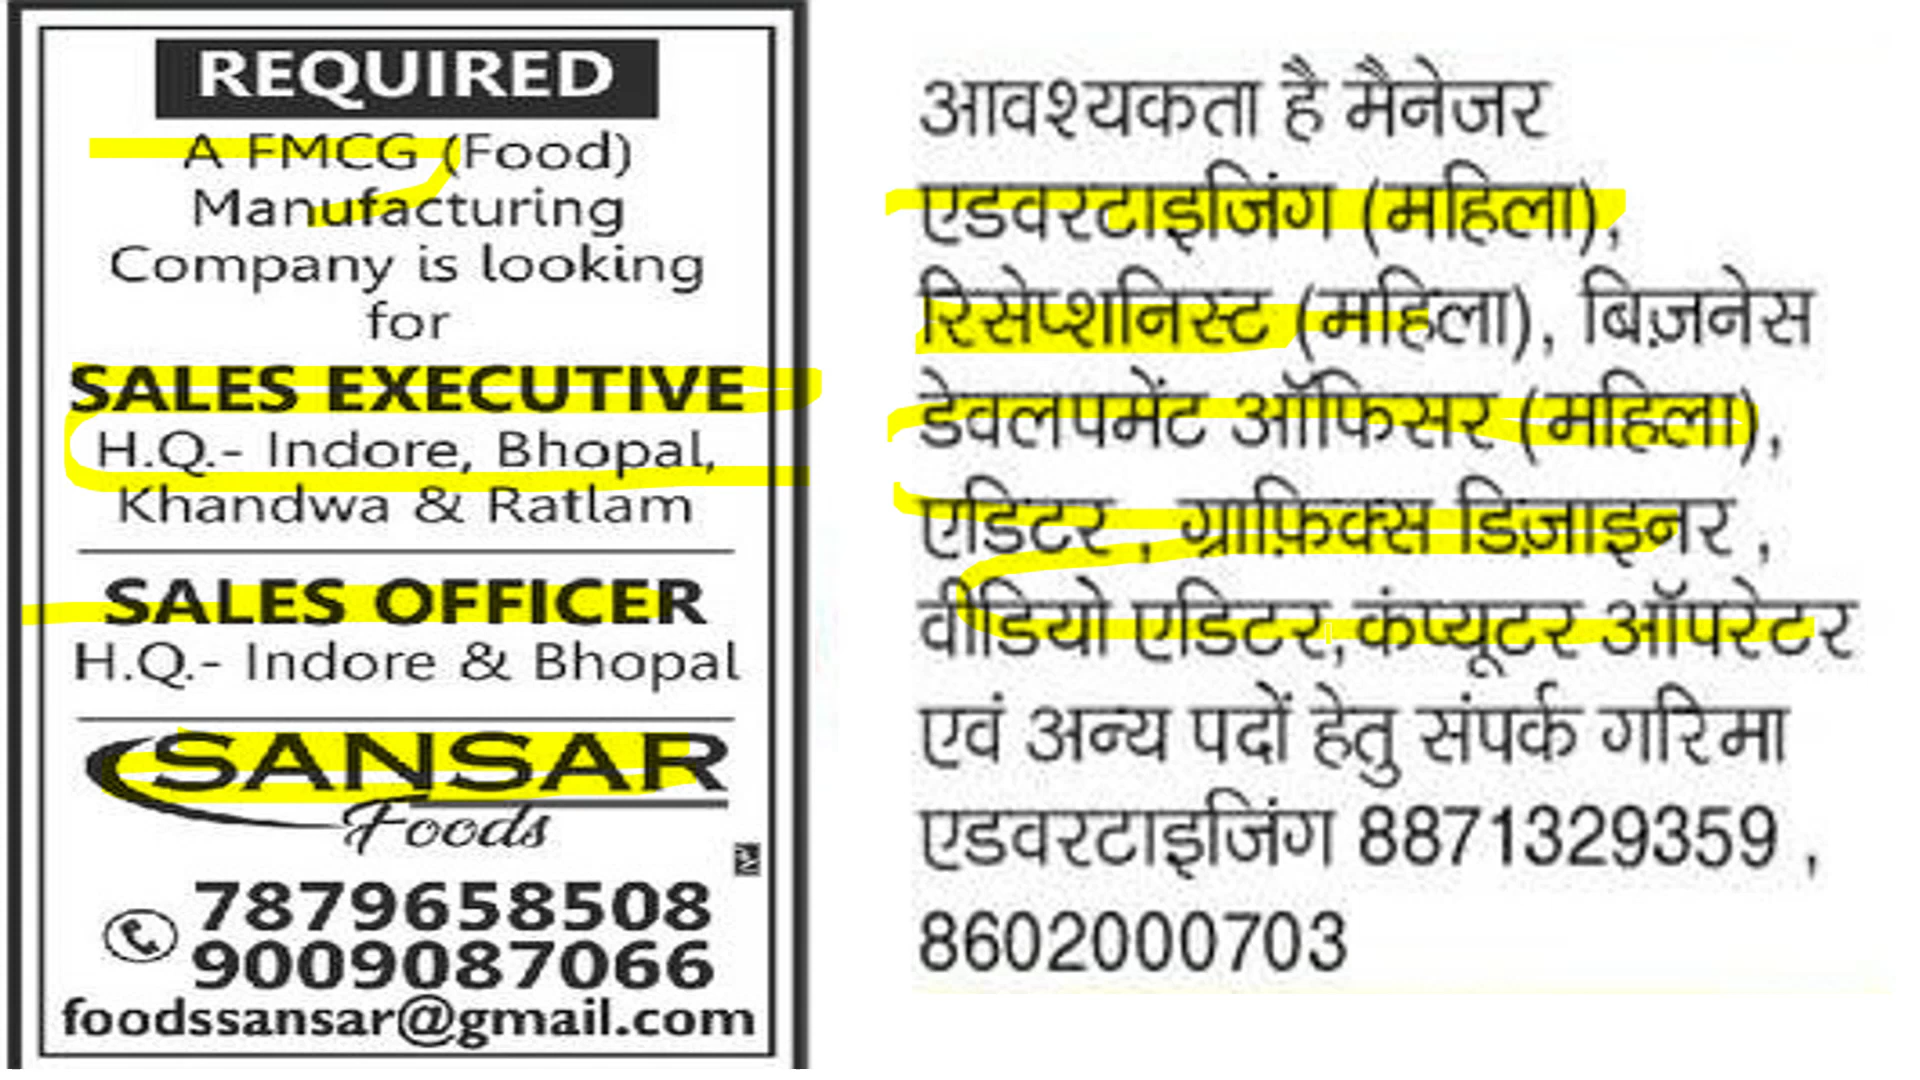 REQUIRED
A FMCG (Food)
Manufacturing
Company is looking
for
SALES EXECUTIVE
H.Q.- Indore, Bhopal,
Khandwa & Ratlam
SALES OFFICER
H.Q.- Indore & Bhopal
SANSAR
Foods
7879658508
9009087066
foodssansar@gmail.com
आवश्यकता है मैनेजर
एडवरटाइजिंग (महिला),
रिसेप्शनिस्ट (महिला), बिज़नेस
डेवलपमेंट ऑफिसर (महिला),
एडिटर , ग्राफ़िक्स डिज़ाइनर ,
वीडियो एडिटर,कंप्यूटर ऑपरेटर
एवं अन्य पदों हेतु संपर्क गरिमा
एडवरटाइजिंग 8871329359 ,
8602000703